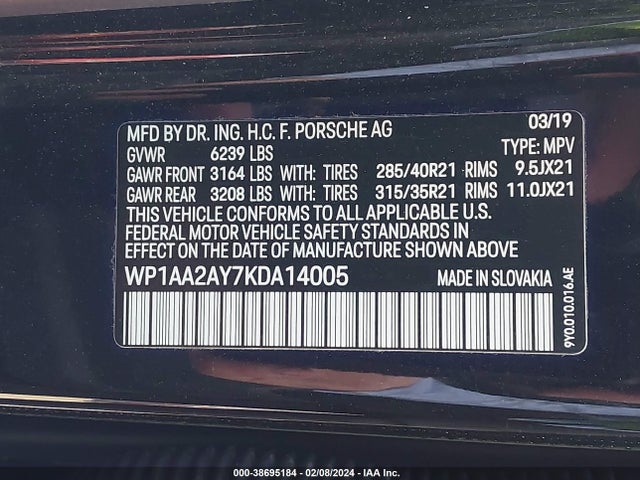 MFD BY DR. ING. H.C. F. PORSCHE AG 03/19
GVWR 6239 LBS TYPE: MPV
GAWR FRONT 3164 LBS WITH: TIRES 285/40R21 RIMS 9.5JX21
GAWR REAR 3208 LBS WITH: TIRES 315/35R21 RIMS 11.0JX21
THIS VEHICLE CONFORMS TO ALL APPLICABLE U.S.
FEDERAL MOTOR VEHICLE SAFETY STANDARDS IN
EFFECT ON THE DATE OF MANUFACTURE SHOWN ABOVE
WP1AA2AY7KDA14005 MADE IN SLOVAKIA
9Y0.010.016.AE
000-38695184 - 02/08/2024 - IAA Inc.